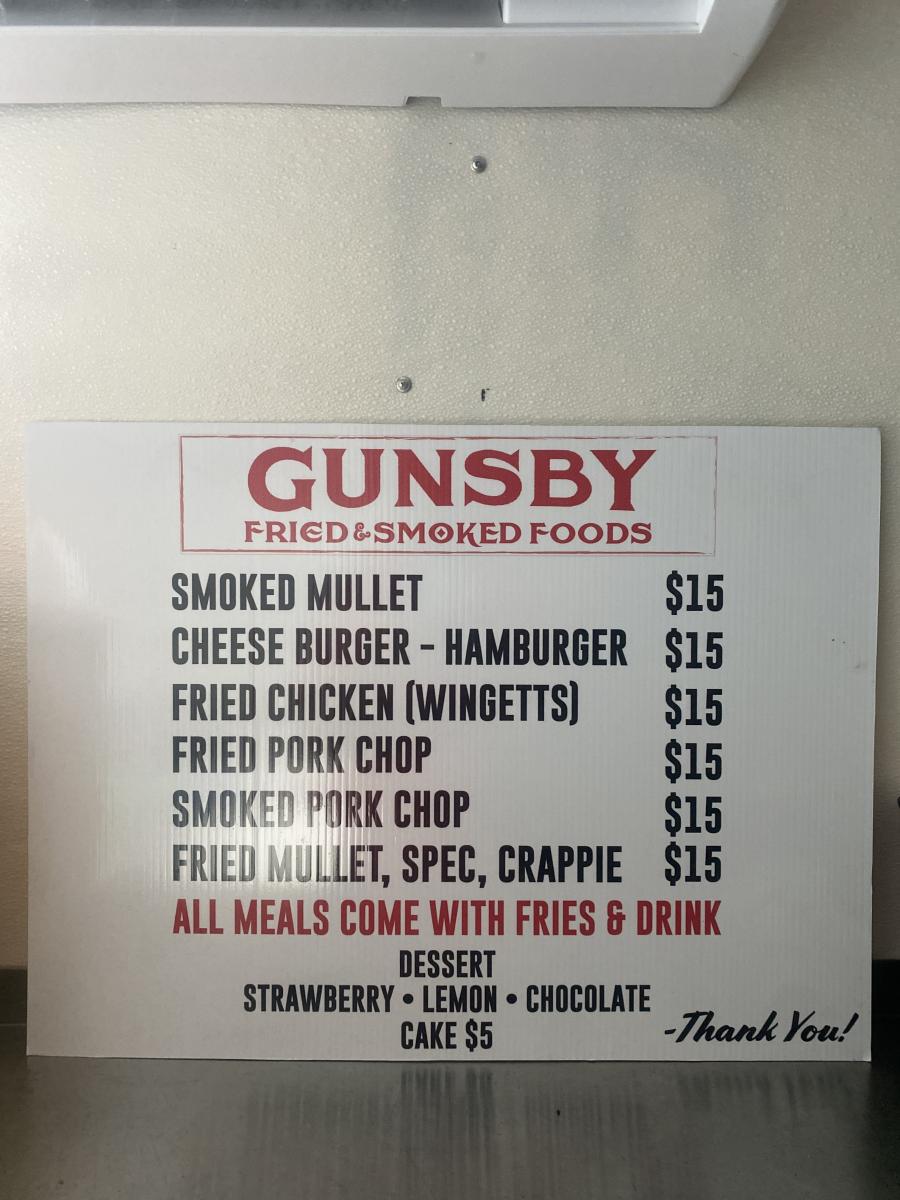 GUNSBY
FRIED & SMOKED FOODS
SMOKED MULLET $15
CHEESE BURGER - HAMBURGER $15
FRIED CHICKEN (WINGETTS) $15
FRIED PORK CHOP $15
SMOKED PORK CHOP $15
FRIED MULLET, SPEC, CRAPPIE $15
ALL MEALS COME WITH FRIES & DRINK
DESSERT
STRAWBERRY • LEMON • CHOCOLATE
CAKE $5
-Thank You!